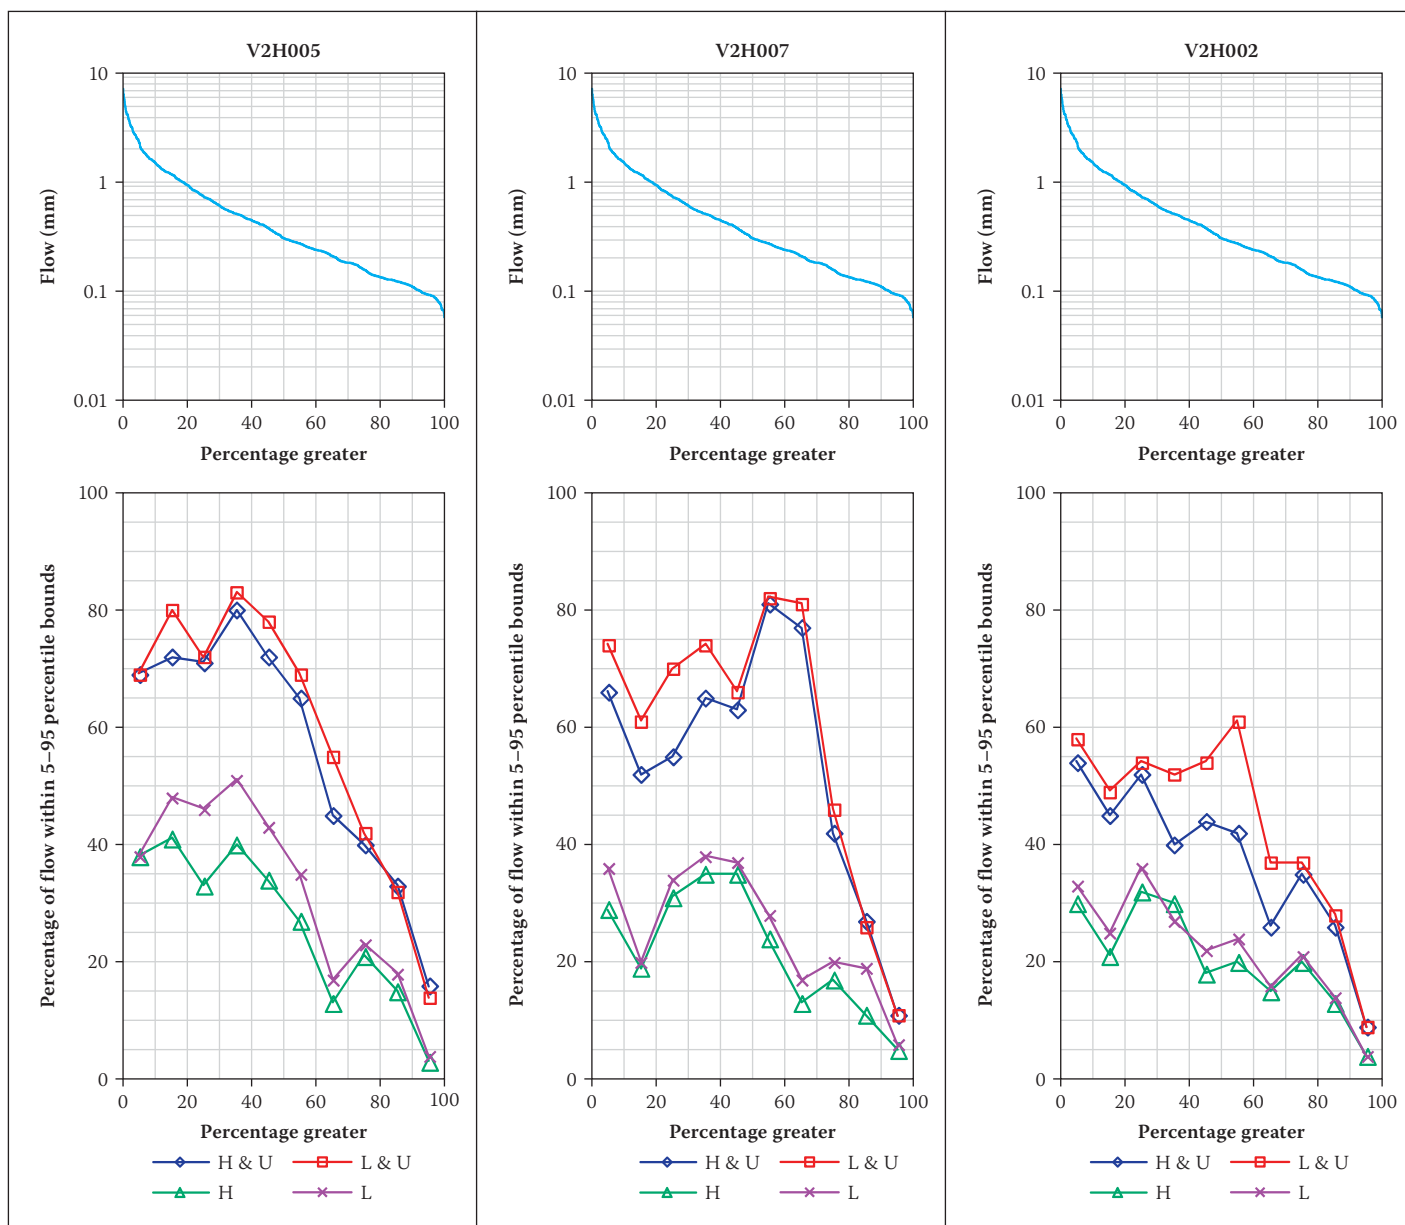 V2H005
10
1
0.1
0.01
Flow (mm)
0 20 40 60 80 100
Percentage greater
100
80
60
40
20
0
Percentage of flow within 5–95 percentile bounds
0 20 40 60 80 100
Percentage greater
H & U L & U
H L
V2H007
10
1
0.1
0.01
Flow (mm)
0 20 40 60 80 100
Percentage greater
100
80
60
40
20
0
Percentage of flow within 5–95 percentile bounds
0 20 40 60 80 100
Percentage greater
H & U L & U
H L
V2H002
10
1
0.1
0.01
Flow (mm)
0 20 40 60 80 100
Percentage greater
100
80
60
40
20
0
Percentage of flow within 5–95 percentile bounds
0 20 40 60 80 100
Percentage greater
H & U L & U
H L